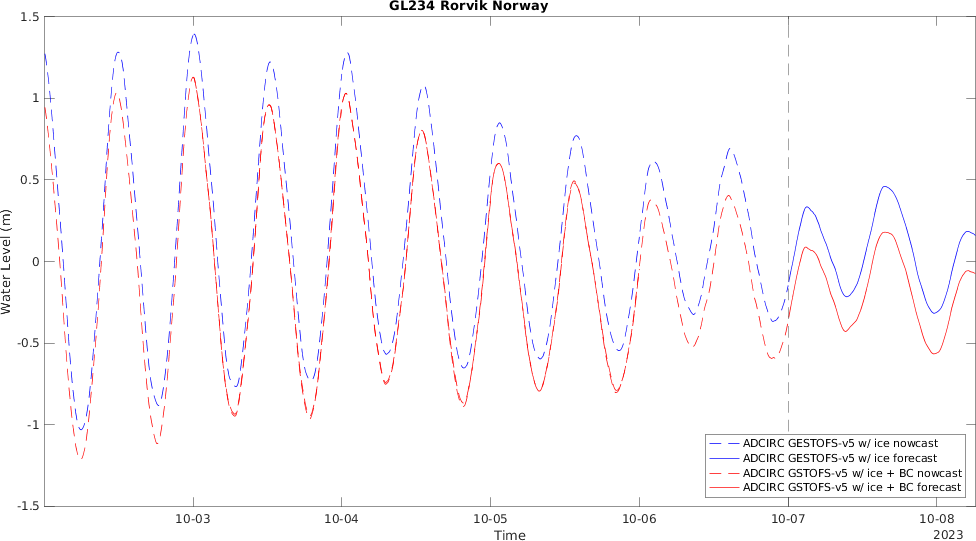 GL234 Rorvik Norway
1.5
1
0.5
0
-0.5
-1
-1.5
Water Level (m)
10-03
10-04
10-05
10-06
10-07
10-08
Time
2023
ADCIRC GESTOFS-v5 w/ ice nowcast
ADCIRC GESTOFS-v5 w/ ice forecast
ADCIRC GSTOFS-v5 w/ ice + BC nowcast
ADCIRC GSTOFS-v5 w/ ice + BC forecast